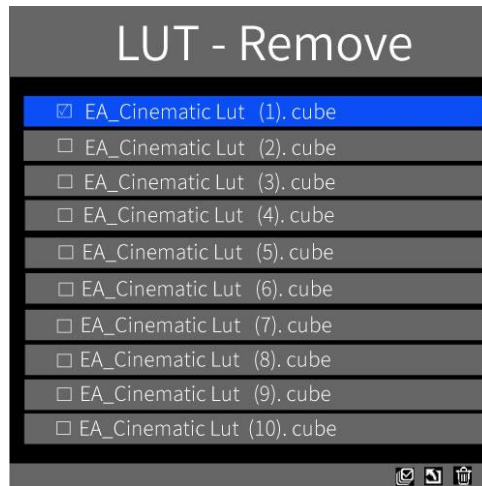 LUT - Remove
EA_Cinematic Lut (1). cube
EA_Cinematic Lut (2). cube
EA_Cinematic Lut (3). cube
EA_Cinematic Lut (4). cube
EA_Cinematic Lut (5). cube
EA_Cinematic Lut (6). cube
EA_Cinematic Lut (7). cube
EA_Cinematic Lut (8). cube
EA_Cinematic Lut (9). cube
EA_Cinematic Lut (10). cube